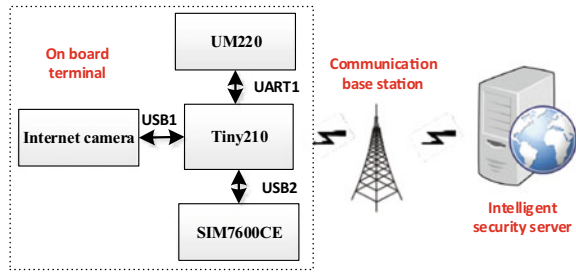 On board
terminal
UM220
UART1
Internet camera
USB1
Tiny210
USB2
SIM7600CE
Communication
base station
Intelligent
security server